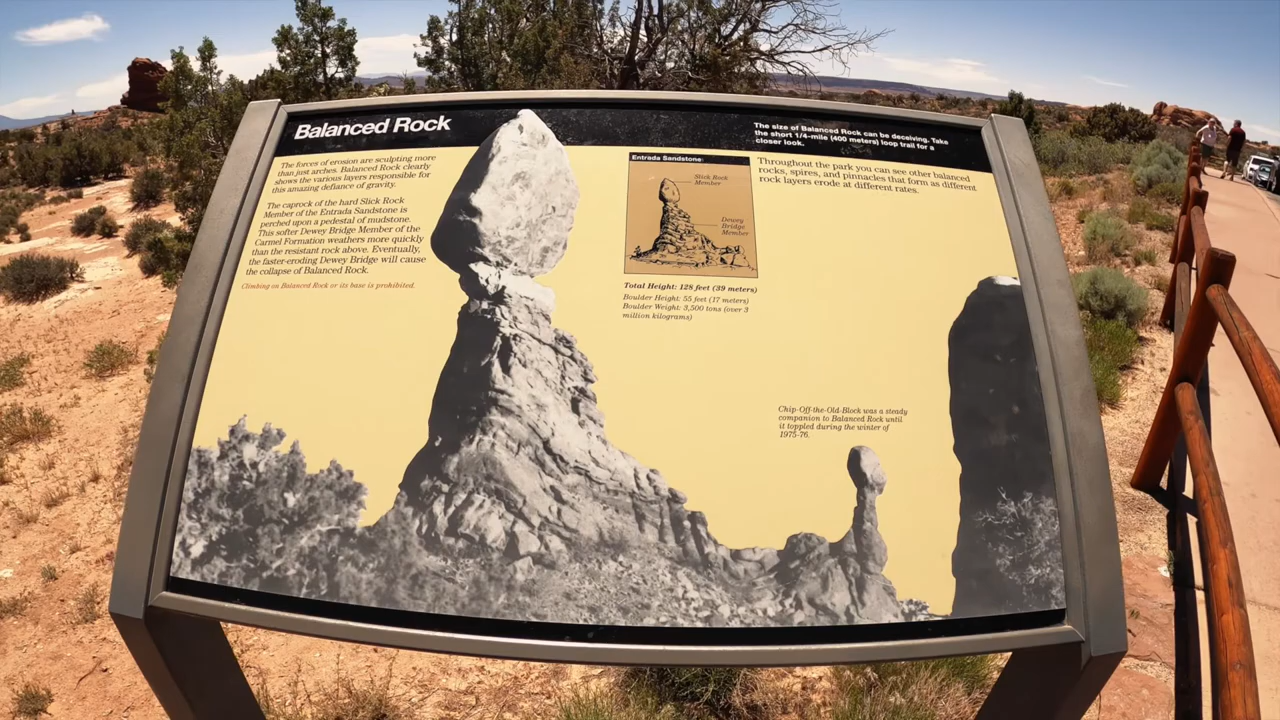 Balanced Rock
The size of Balanced Rock can be deceiving. Take
the short 1/4-mile (400 meters) loop trail for a
closer look.
The forces of erosion are sculpting more
than just arches. Balanced Rock clearly
shows the various layers responsible for
this amazing defiance of gravity.
The caprock of the hard Slick Rock
Member of the Entrada Sandstone is
perched upon a pedestal of mudstone.
This softer Dewey Bridge Member of the
Carmel Formation weathers more quickly
than the resistant rock above. Eventually,
the faster-eroding Dewey Bridge will cause
the collapse of Balanced Rock.
Climbing on Balanced Rock or its base is prohibited.
Entrada Sandstone:
Slick Rock
Member
Dewey
Bridge
Member
Total Height: 128 feet (39 meters)
Boulder Height: 55 feet (17 meters)
Boulder Weight: 3,500 tons (over 3
million kilograms)
Throughout the park you can see other balanced
rocks, spires, and pinnacles that form as different
rock layers erode at different rates.
Chip-Off-the-Old-Block was a steady
companion to Balanced Rock until
it toppled during the winter of
1975-76.